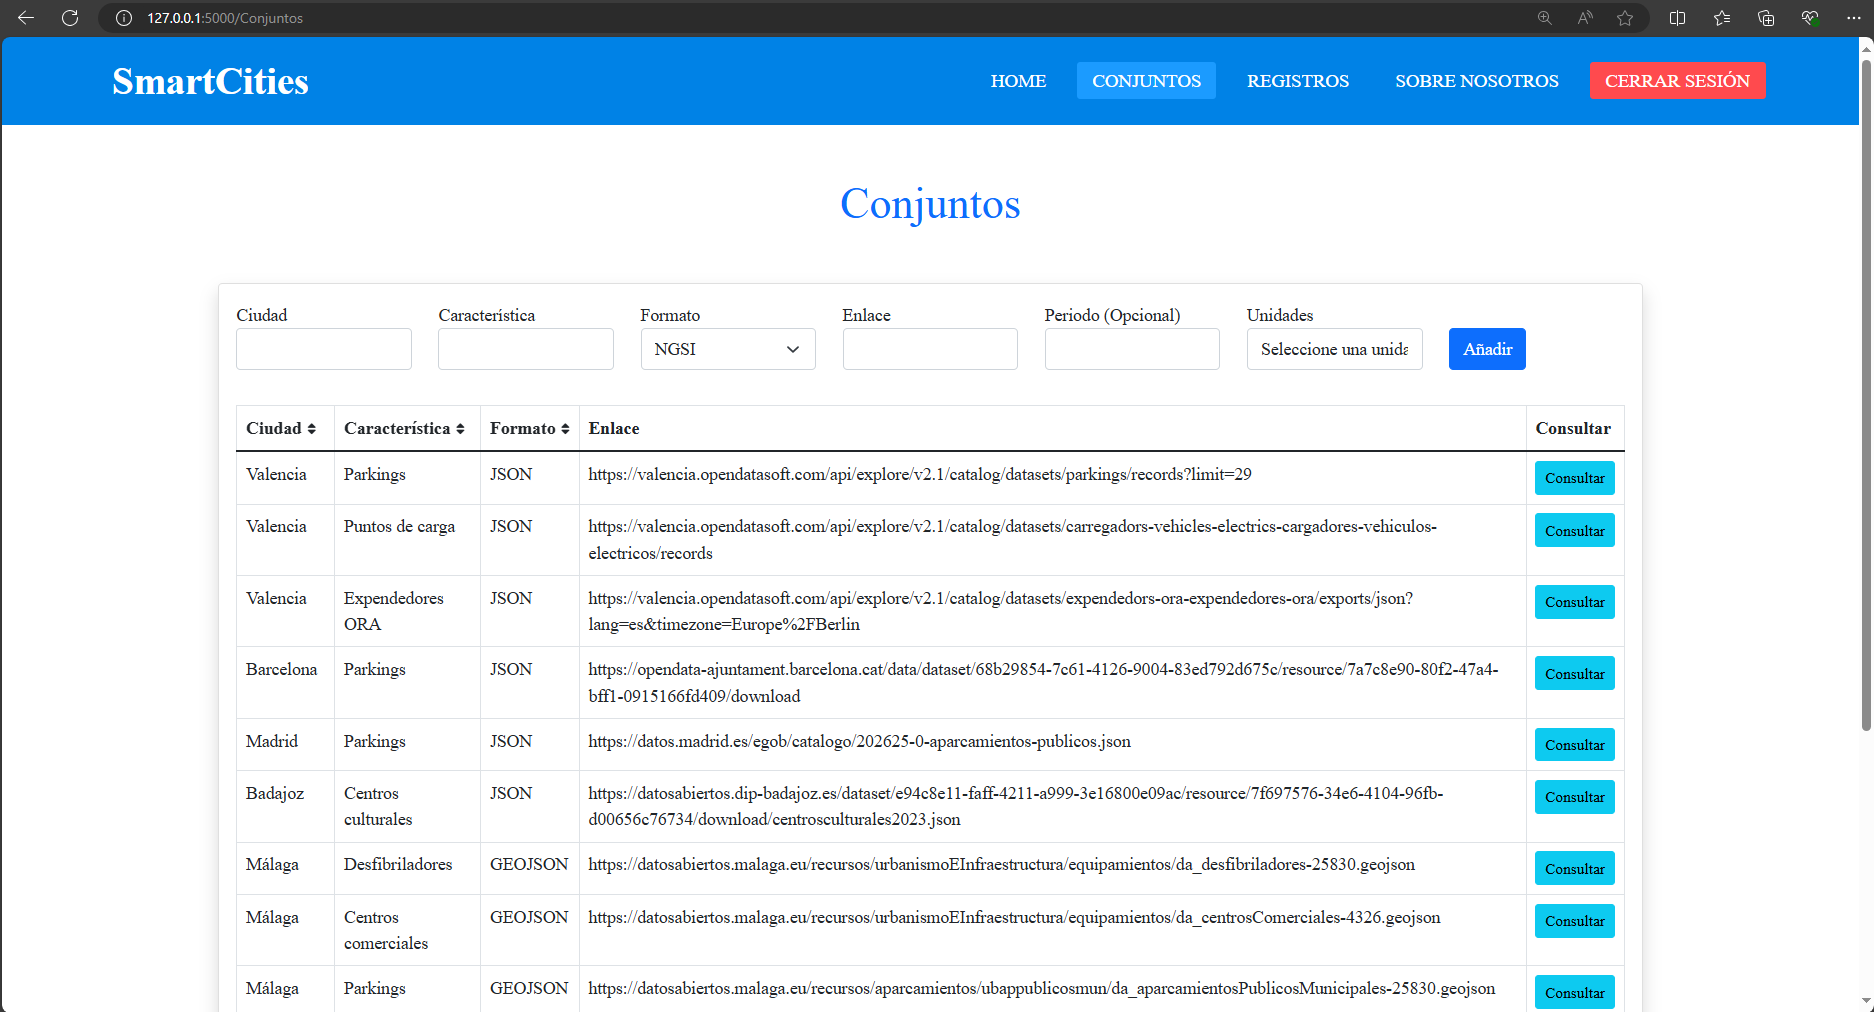 127.0.0.1:5000/Conjuntos
SmartCities
HOME
CONJUNTOS
REGISTROS
SOBRE NOSOTROS
CERRAR SESIÓN
Conjuntos
Ciudad
Característica
Formato
Enlace
Periodo (Opcional)
Unidades
NGSI
Seleccione una unida
Añadir
Ciudad
Característica
Formato
Enlace
Consultar
Valencia
Parkings
JSON
https://valencia.opendatasoft.com/api/explore/v2.1/catalog/datasets/parkings/records?limit=29
Consultar
Valencia
Puntos de carga
JSON
https://valencia.opendatasoft.com/api/explore/v2.1/catalog/datasets/carregadors-vehicles-electrics-cargadores-vehiculos-
electricos/records
Consultar
Valencia
Expendedores
ORA
JSON
https://valencia.opendatasoft.com/api/explore/v2.1/catalog/datasets/expendedors-ora-expendedores-ora/exports/json?
lang=es&timezone=Europe%2FBerlin
Consultar
Barcelona
Parkings
JSON
https://opendata-ajuntament.barcelona.cat/data/dataset/68b29854-7c61-4126-9004-83ed792d675c/resource/7a7c8e90-80f2-47a4-
bff1-0915166fd409/download
Consultar
Madrid
Parkings
JSON
https://datos.madrid.es/egob/catalogo/202625-0-aparcamientos-publicos.json
Consultar
Badajoz
Centros
culturales
JSON
https://datosabiertos.dip-badajoz.es/dataset/e94c8e11-faff-4211-a999-3e16800e09ac/resource/7f697576-34e6-4104-96fb-
d00656c76734/download/centrosculturales2023.json
Consultar
Málaga
Desfibriladores
GEOJSON
https://datosabiertos.malaga.eu/recursos/urbanismoEInfraestructura/equipamientos/da_desfibriladores-25830.geojson
Consultar
Málaga
Centros
comerciales
GEOJSON
https://datosabiertos.malaga.eu/recursos/urbanismoEInfraestructura/equipamientos/da_centrosComerciales-4326.geojson
Consultar
Málaga
Parkings
GEOJSON
https://datosabiertos.malaga.eu/recursos/aparcamientos/ubappublicosmun/da_aparcamientosPublicosMunicipales-25830.geojson
Consultar